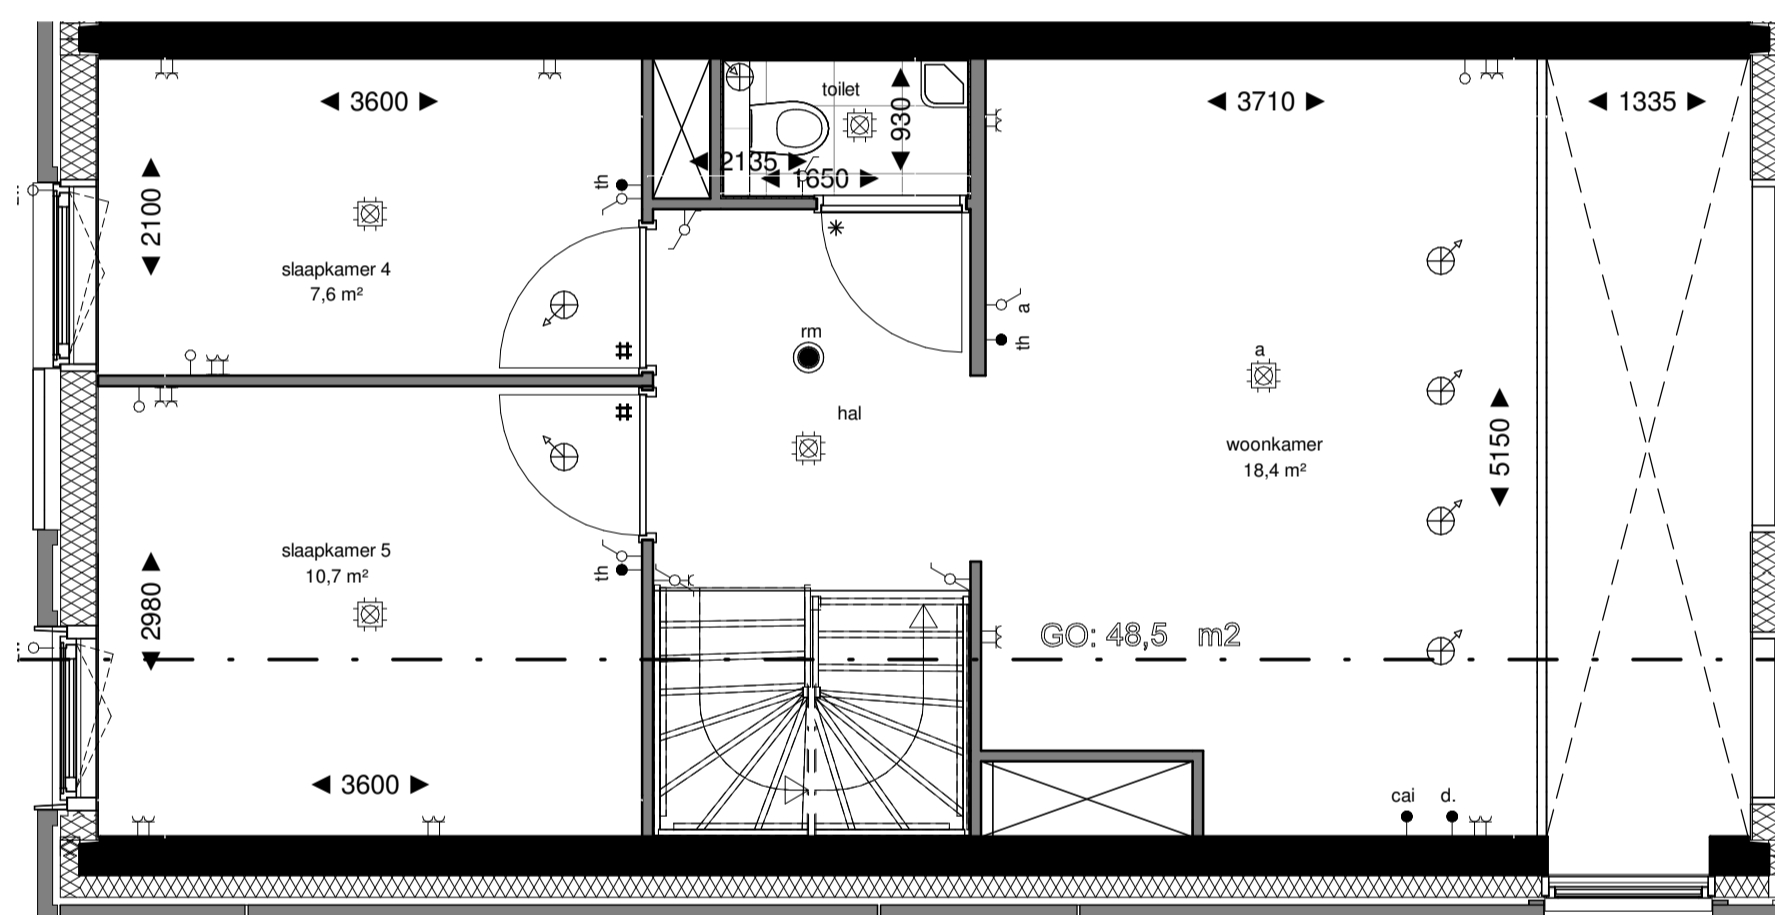 toilet
3600
930
3710
1335
2135
1650
th
2100
slaapkamer 4
7,6 m²
*
a
th
rm
a
#
hal
#
woonkamer
18,4 m²
5150
slaapkamer 5
10,7 m²
th
2980
GO: 48,5 m2
3600
cai d.